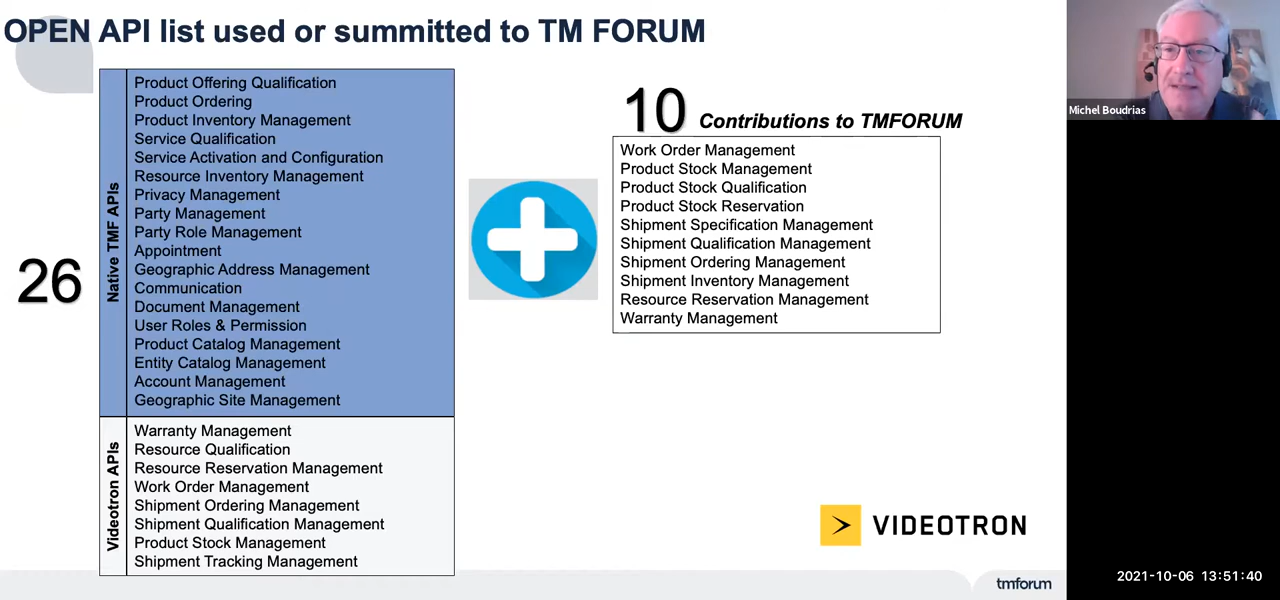 OPEN API list used or summitted to TM FORUM
26
Native TMF APIs
Product Offering Qualification
Product Ordering
Product Inventory Management
Service Qualification
Service Activation and Configuration
Resource Inventory Management
Privacy Management
Party Management
Party Role Management
Appointment
Geographic Address Management
Communication
Document Management
User Roles & Permission
Product Catalog Management
Entity Catalog Management
Account Management
Geographic Site Management
Videotron APIs
Warranty Management
Resource Qualification
Resource Reservation Management
Work Order Management
Shipment Ordering Management
Shipment Qualification Management
Product Stock Management
Shipment Tracking Management
10 Contributions to TMFORUM
Work Order Management
Product Stock Management
Product Stock Qualification
Product Stock Reservation
Shipment Specification Management
Shipment Qualification Management
Shipment Ordering Management
Shipment Inventory Management
Resource Reservation Management
Warranty Management
VIDEOTRON
tmforum
Michel Boudrias
2021-10-06 13:51:40